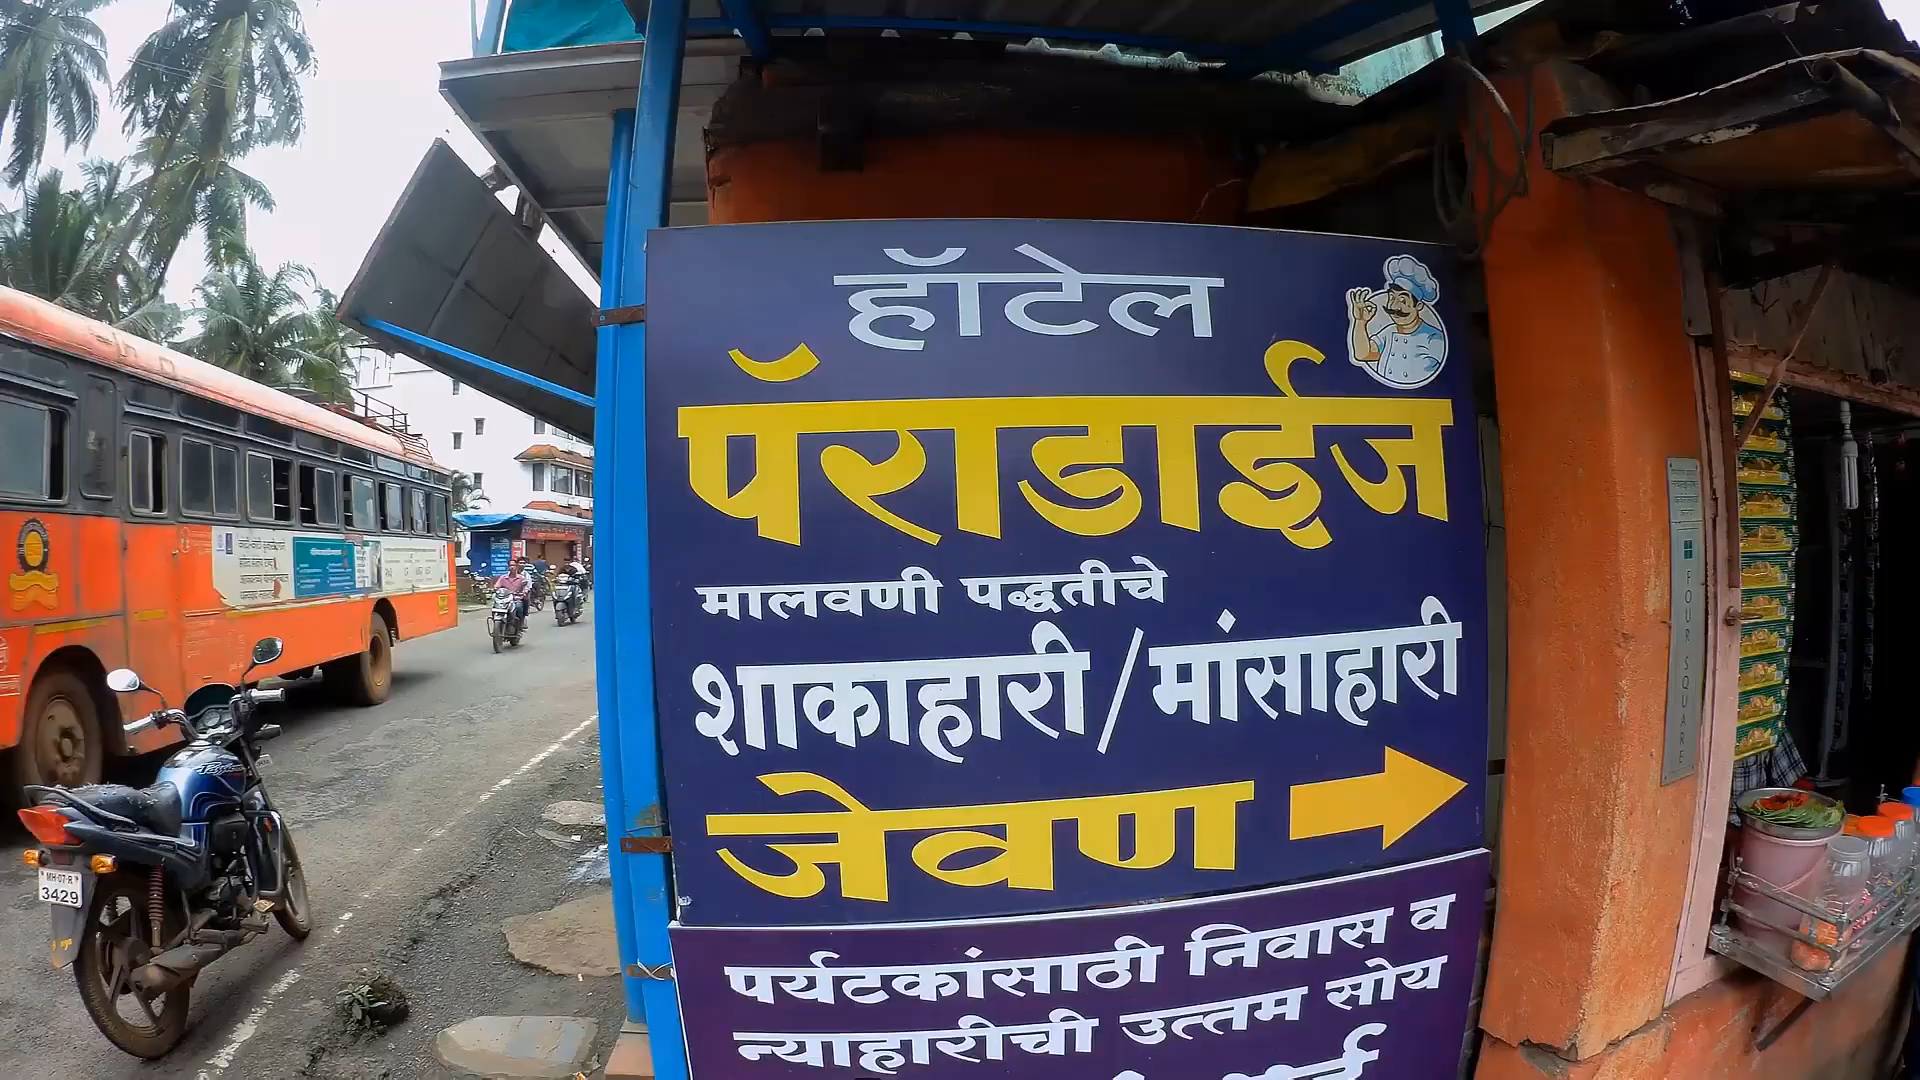 हॉटेल
पॅराडाईज
मालवणी पद्धतीचे
शाकाहारी/मांसाहारी
जेवण
पर्यटकांसाठी निवास व
न्याहारीची उत्तम सोय
FOUR SQUARE
MH-07-R
3429